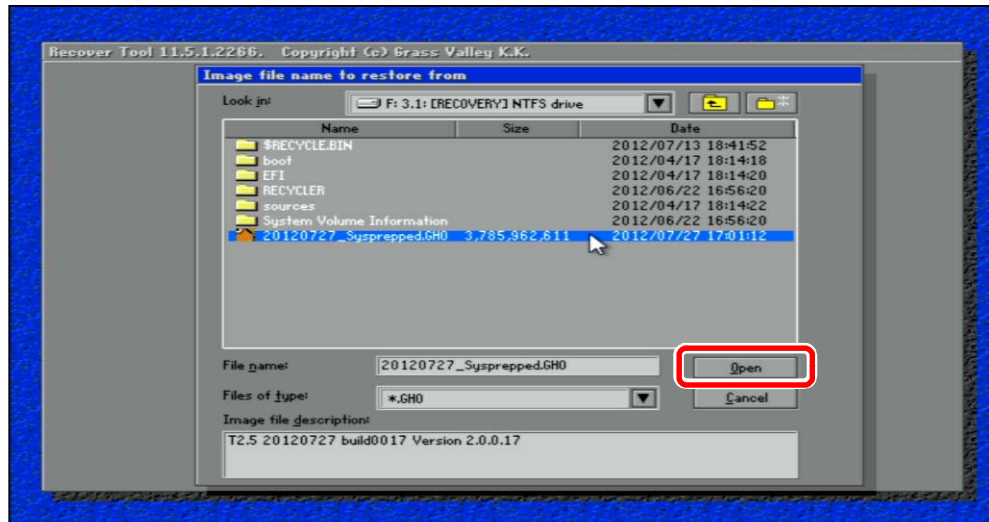 Recover Tool 11.5.1.2266.   Copyright (c) Grass Valley K.K.
Image file name to restore from
Look in: F: 3.1: [RECOVERY] NTFS drive
Name Size Date
$RECYCLE.BIN 2012/07/13 18:41:52
boot 2012/04/17 18:14:18
EFI 2012/04/17 18:14:20
RECYCLER 2012/06/22 16:56:20
sources 2012/04/17 18:14:22
System Volume Information 2012/06/22 16:56:20
20120727_Sysprepped.GHO 3,785,962,611 2012/07/27 17:01:12
File name: 20120727_Sysprepped.GHO Open
Files of type: *.GHO Cancel
Image file description:
T2.5 20120727 build0017 Version 2.0.0.17